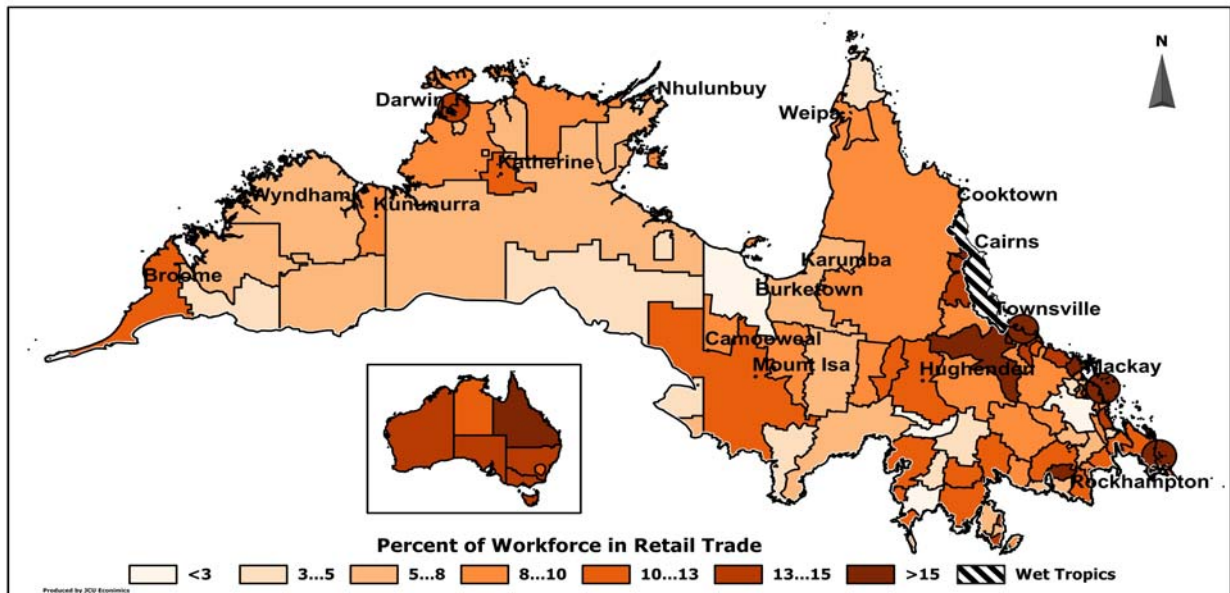 N
Nhulunbuy
Darwin
Weipa
Katherine
Wyndham
Kununurra
Cooktown
Cairns
Karumba
Broome
Burketown
Townsville
Camooweal
Mackay
Mount Isa
Hughenden
Rockhampton
Percent of Workforce in Retail Trade
<3 3...5 5...8 8...10 10...13 13...15 >15 Wet Tropics
Produced by JCU Econimics